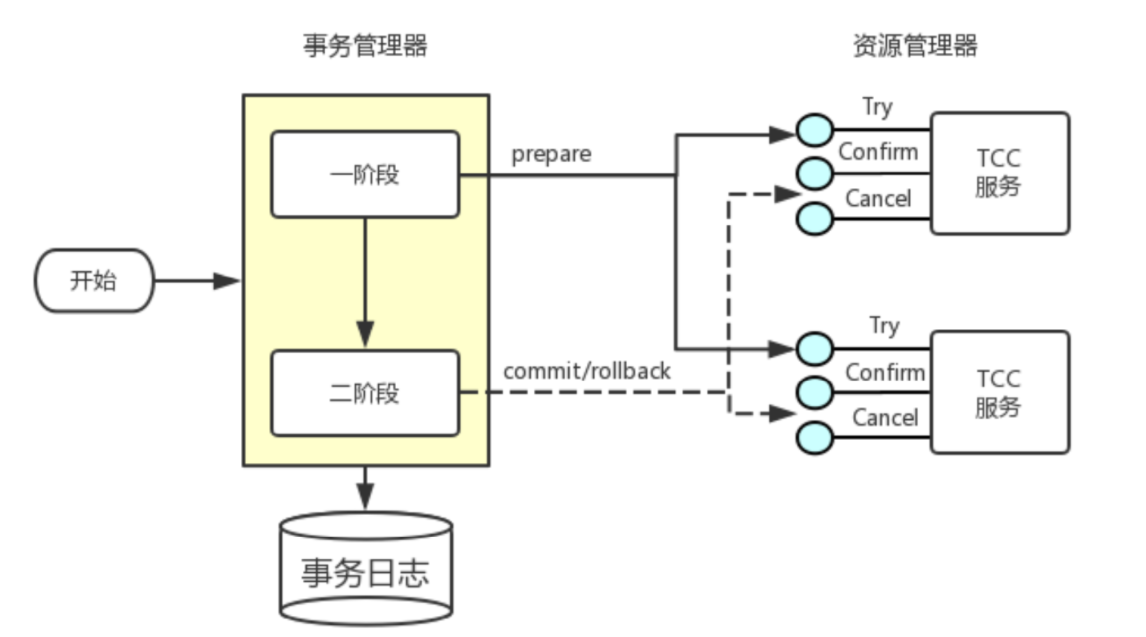 事务管理器
资源管理器
开始
一阶段
prepare
二阶段
commit/rollback
事务日志
Try
Confirm
Cancel
TCC
服务
Try
Confirm
Cancel
TCC
服务